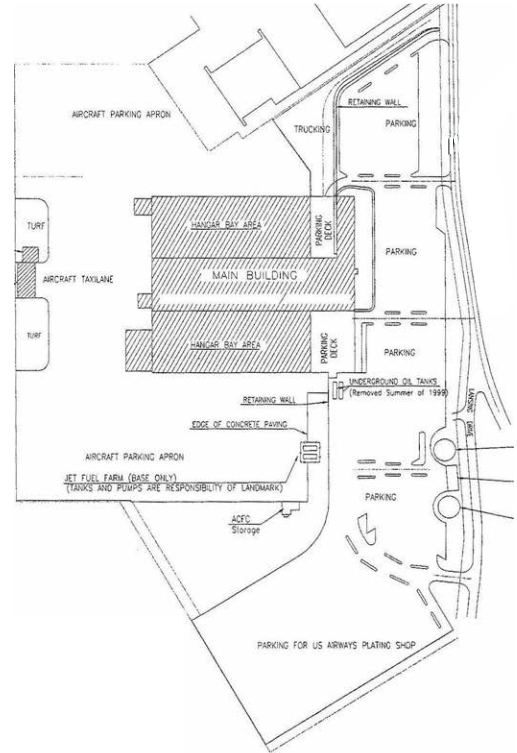 RETAINING WALL
AIRCRAFT PARKING APRON
TRUCKING
PARKING
HANGAR BAY AREA
PARKING
DECK
TURF
PARKING
MAIN BUILDING
AIRCRAFT TAXILANE
TURF
HANGAR BAY AREA
PARKING
DECK
PARKING
UNDERGROUND OIL TANKS
(Removed Summer of 1999)
RETAINING WALL
LANSING DRIVE
EDGE OF CONCRETE PAVING
AIRCRAFT PARKING APRON
JET FUEL FARM (BASE ONLY)
(TANKS AND PUMPS ARE RESPONSIBILITY OF LANDMARK)
PARKING
ACFC
Storage
PARKING FOR US AIRWAYS PLATING SHOP